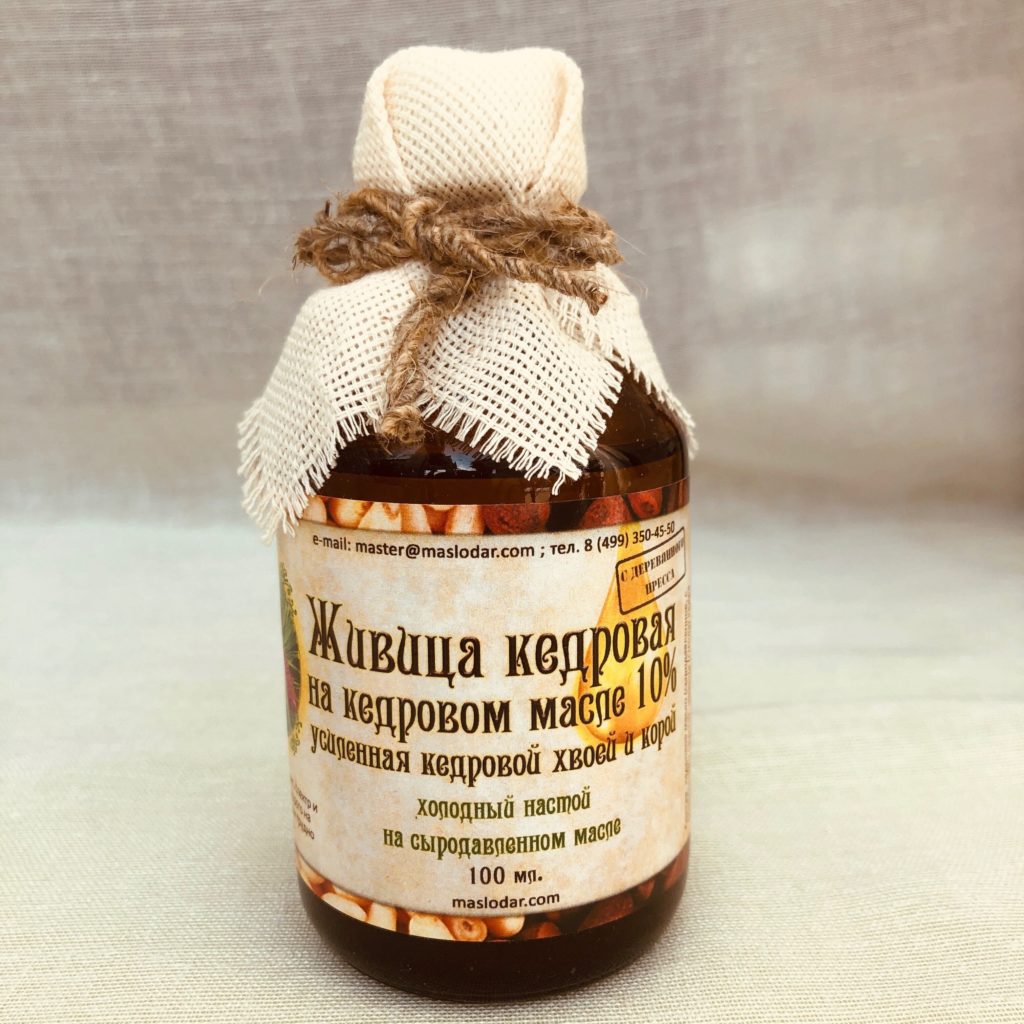 e-mail: master@maslodar.com ; тел. 8 (499) 350-45-50
С ДЕРЕВЯННОГО
ПРЕССА
Живица кедровая
на кедровом масле 10%
усиленная кедровой хвоей и корой
холодный настой
на сыродавленном масле
100 мл.
maslodar.com